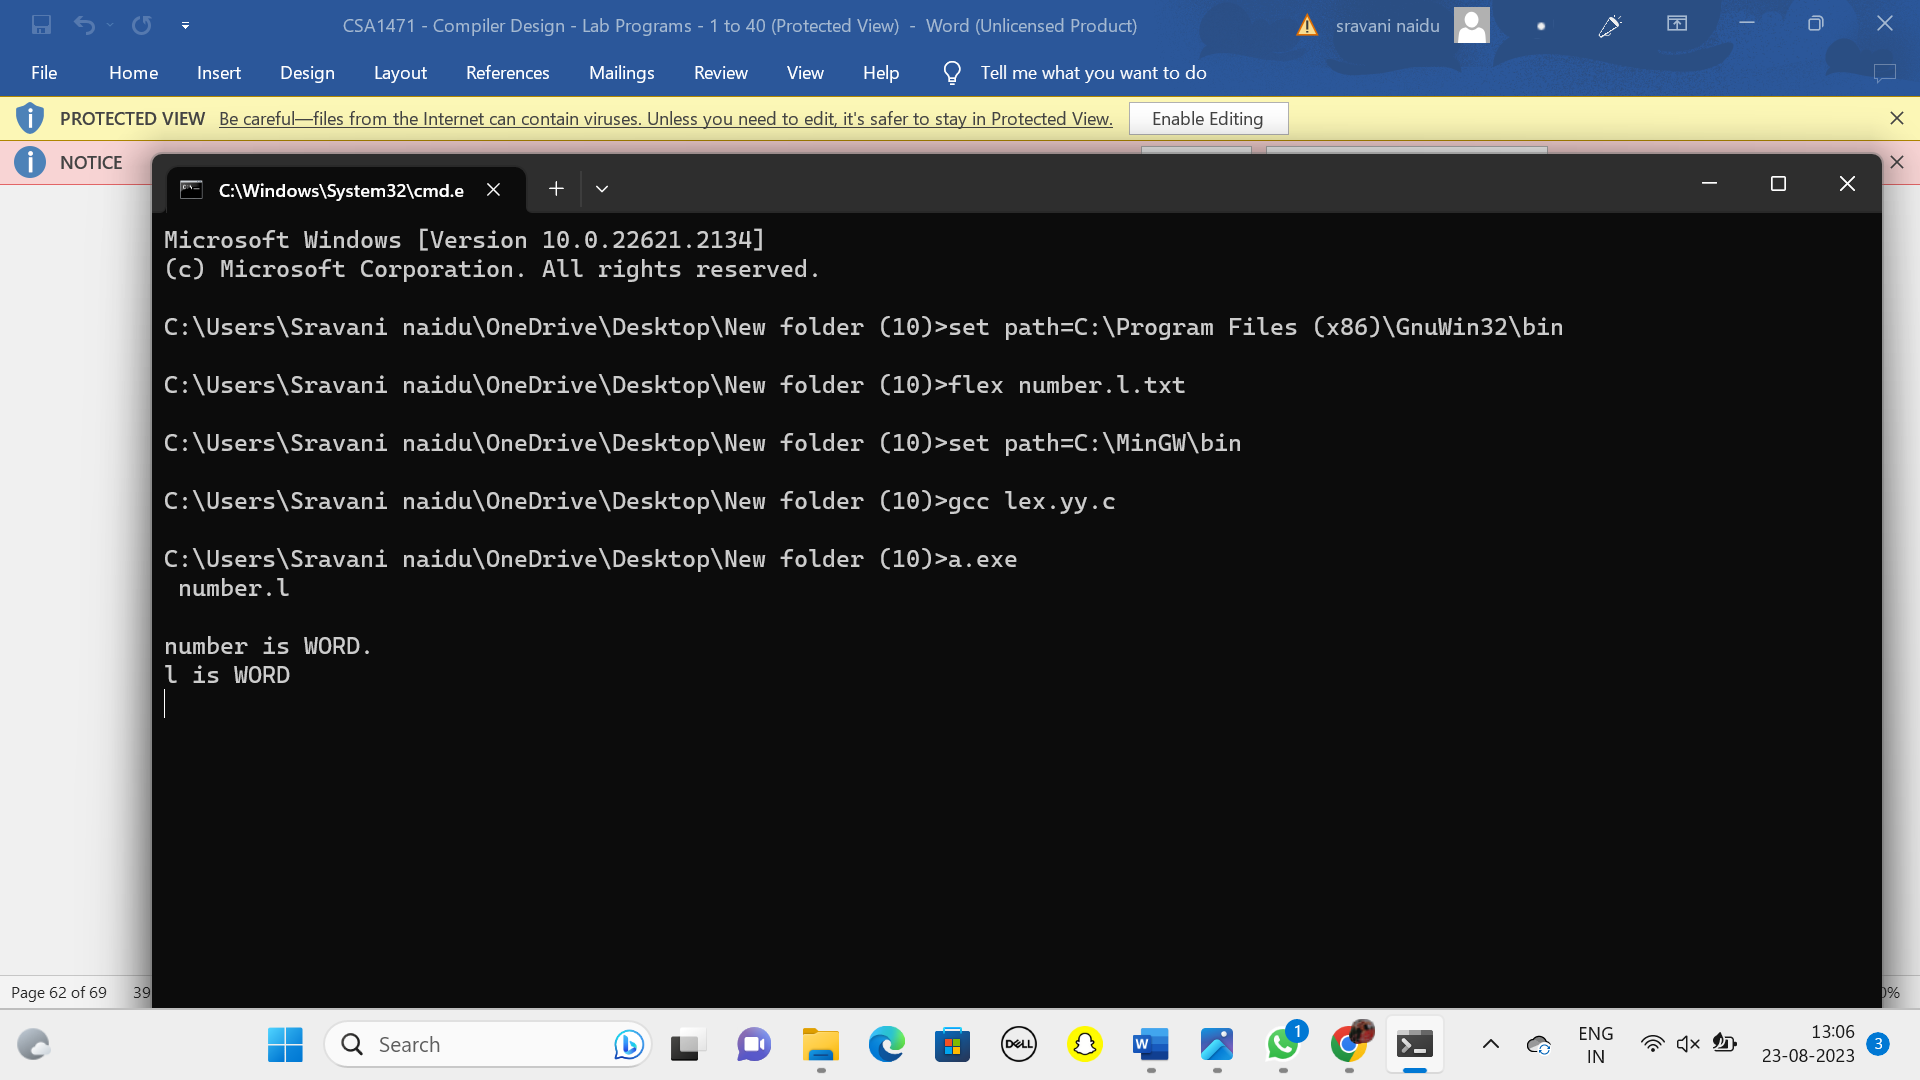 CSA1471 - Compiler Design - Lab Programs - 1 to 40 (Protected View) - Word (Unlicensed Product)
sravani naidu
File Home Insert Design Layout References Mailings Review View Help Tell me what you want to do
PROTECTED VIEW Be careful—files from the Internet can contain viruses. Unless you need to edit, it's safer to stay in Protected View. Enable Editing
NOTICE
C:\Windows\System32\cmd.e
Microsoft Windows [Version 10.0.22621.2134]
(c) Microsoft Corporation. All rights reserved.
C:\Users\Sravani naidu\OneDrive\Desktop\New folder (10)>set path=C:\Program Files (x86)\GnuWin32\bin
C:\Users\Sravani naidu\OneDrive\Desktop\New folder (10)>flex number.l.txt
C:\Users\Sravani naidu\OneDrive\Desktop\New folder (10)>set path=C:\MinGW\bin
C:\Users\Sravani naidu\OneDrive\Desktop\New folder (10)>gcc lex.yy.c
C:\Users\Sravani naidu\OneDrive\Desktop\New folder (10)>a.exe
number.l
number is WORD.
l is WORD
Page 62 of 69 39 0%
Search
DELL
W
1
ENG
IN
13:06
23-08-2023
3